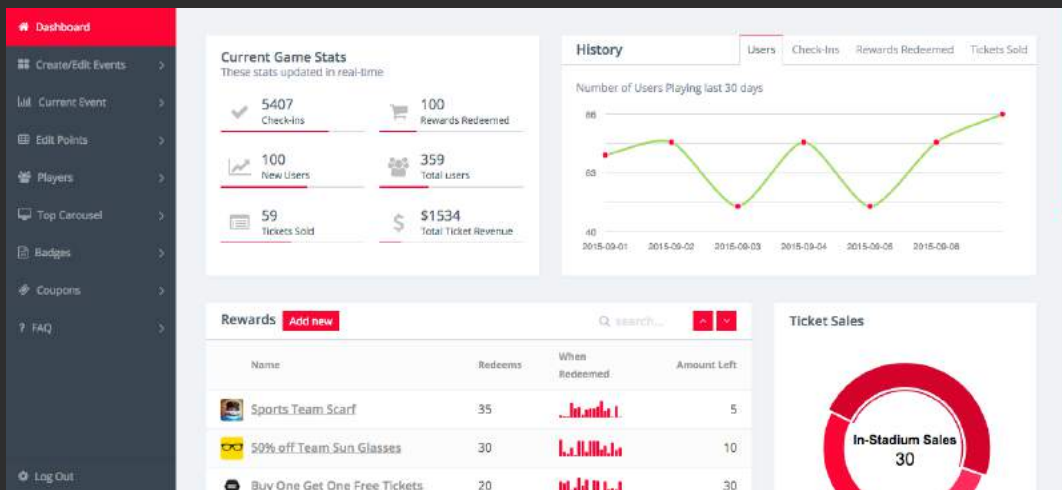 Dashboard
Create/Edit Events
Current Event
Edit Points
Players
Top Carousel
Badges
Coupons
? FAQ
Log Out
Current Game Stats
These stats updated in real-time
5407
Check-ins
100
Rewards Redeemed
100
New Users
359
Total users
59
Tickets Sold
$1534
Total Ticket Revenue
History
Users Check-Ins Rewards Redeemed Tickets Sold
Number of Users Playing last 30 days
86
63
40
2015-09-01 2015-09-02 2015-09-03 2015-09-04 2015-09-05 2015-09-06
Rewards Add new search...
Name Redeems When Redeemed Amount Left
Sports Team Scarf 35 5
50% off Team Sun Glasses 30 10
Buy One Get One Free Tickets 20 30
Ticket Sales
In-Stadium Sales
30